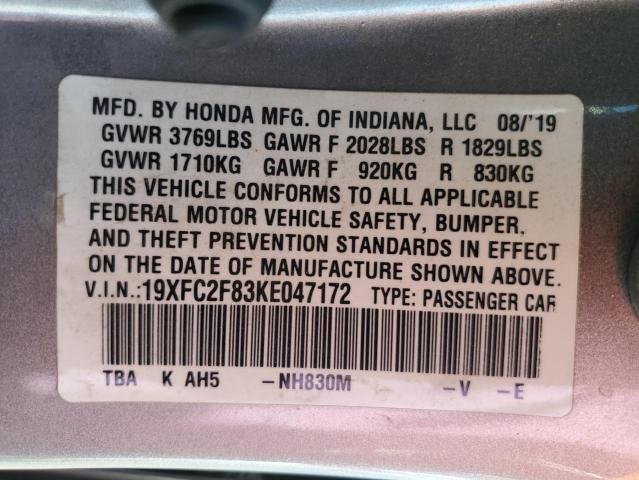 MFD. BY HONDA MFG. OF INDIANA, LLC 08/'19
GVWR 3769LBS GAWR F 2028LBS R 1829LBS
GVWR 1710KG GAWR F 920KG R 830KG
THIS VEHICLE CONFORMS TO ALL APPLICABLE
FEDERAL MOTOR VEHICLE SAFETY, BUMPER,
AND THEFT PREVENTION STANDARDS IN EFFECT
ON THE DATE OF MANUFACTURE SHOWN ABOVE.
V.I.N.:19XFC2F83KE047172 TYPE: PASSENGER CAR
TBA K AH5 -NH830M -V -E